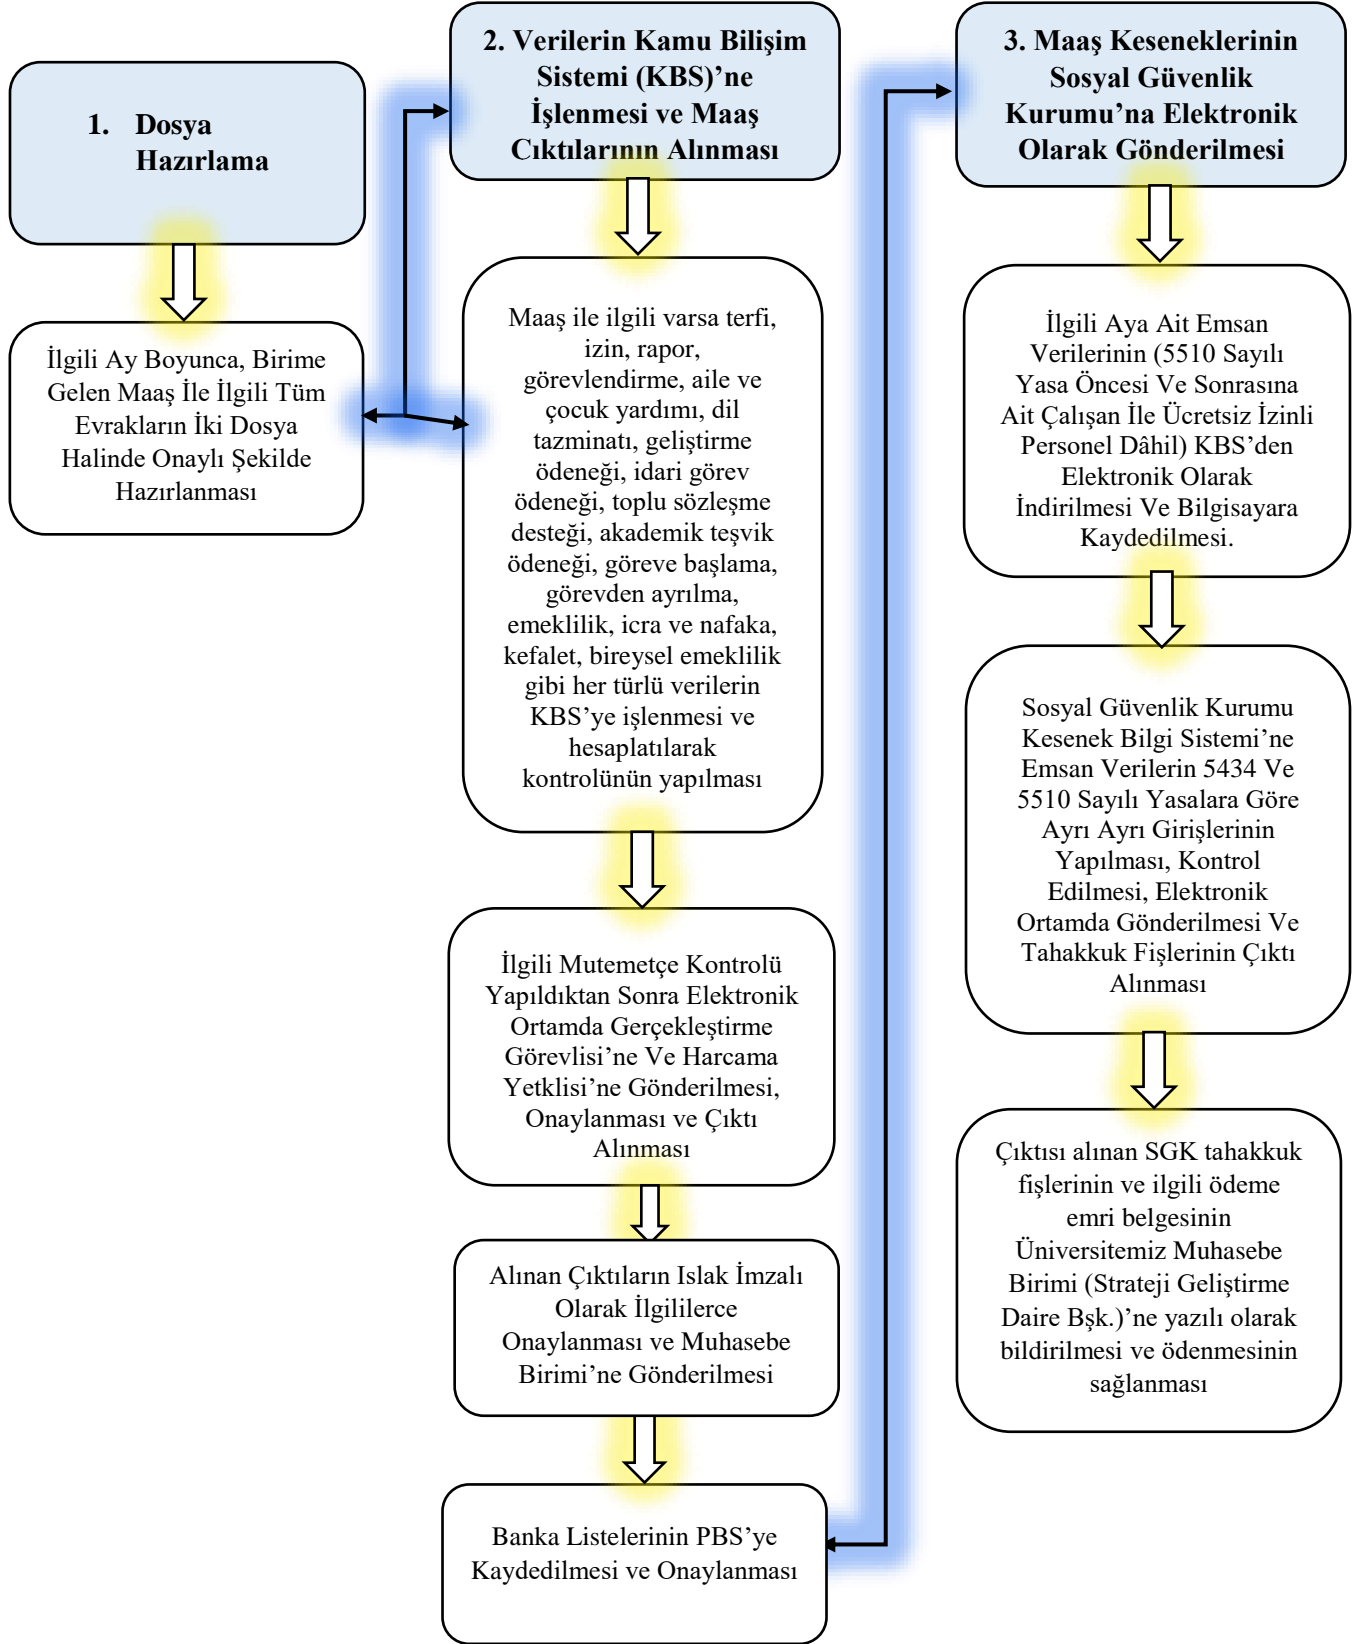 1. Dosya
Hazırlama
İlgili Ay Boyunca, Birime
Gelen Maaş İle İlgili Tüm
Evrakların İki Dosya
Halinde Onaylı Şekilde
Hazırlanması
2. Verilerin Kamu Bilişim
Sistemi (KBS)’ne
İşlenmesi ve Maaş
Çıktılarının Alınması
Maaş ile ilgili varsa terfi,
izin, rapor,
görevlendirme, aile ve
çocuk yardımı, dil
tazminatı, geliştirme
ödeneği, idari görev
ödeneği, toplu sözleşme
desteği, akademik teşvik
ödeneği, göreve başlama,
görevden ayrılma,
emeklilik, icra ve nafaka,
kefalet, bireysel emeklilik
gibi her türlü verilerin
KBS’ye işlenmesi ve
hesaplatılarak
kontrolünün yapılması
İlgili Mutemetçe Kontrolü
Yapıldıktan Sonra Elektronik
Ortamda Gerçekleştirme
Görevlisi’ne Ve Harcama
Yetklisi’ne Gönderilmesi,
Onaylanması ve Çıktı
Alınması
Alınan Çıktıların Islak İmzalı
Olarak İlgililerce
Onaylanması ve Muhasebe
Birimi’ne Gönderilmesi
Banka Listelerinin PBS’ye
Kaydedilmesi ve Onaylanması
3. Maaş Keseneklerinin
Sosyal Güvenlik
Kurumu’na Elektronik
Olarak Gönderilmesi
İlgili Aya Ait Emsan
Verilerinin (5510 Sayılı
Yasa Öncesi Ve Sonrasına
Ait Çalışan İle Ücretsiz İzinli
Personel Dâhil) KBS’den
Elektronik Olarak
İndirilmesi Ve Bilgisayara
Kaydedilmesi.
Sosyal Güvenlik Kurumu
Kesenek Bilgi Sistemi’ne
Emsan Verilerin 5434 Ve
5510 Sayılı Yasalara Göre
Ayrı Ayrı Girişlerinin
Yapılması, Kontrol
Edilmesi, Elektronik
Ortamda Gönderilmesi Ve
Tahakkuk Fişlerinin Çıktı
Alınması
Çıktısı alınan SGK tahakkuk
fişlerinin ve ilgili ödeme
emri belgesinin
Üniversitemiz Muhasebe
Birimi (Strateji Geliştirme
Daire Bşk.)’ne yazılı olarak
bildirilmesi ve ödenmesinin
sağlanması